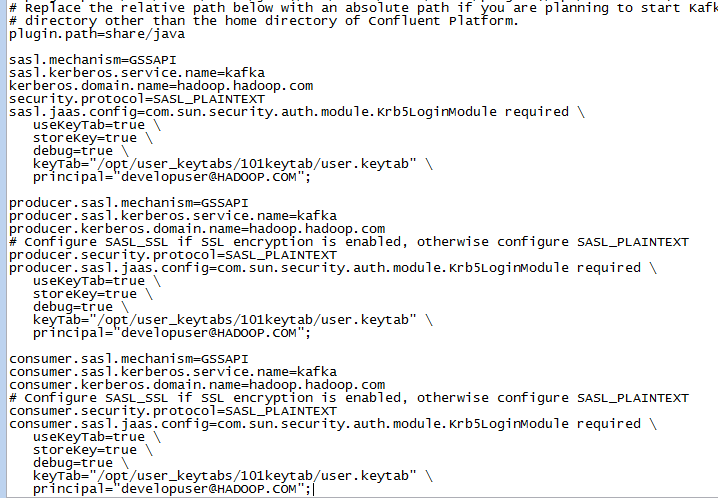 # Replace the relative path below with an absolute path if you are planning to start Kafk
# directory other than the home directory of Confluent Platform.
plugin.path=share/java
sasl.mechanism=GSSAPI
sasl.kerberos.service.name=kafka
kerberos.domain.name=hadoop.hadoop.com
security.protocol=SASL_PLAINTEXT
sasl.jaas.config=com.sun.security.auth.module.Krb5LoginModule required \
useKeyTab=true \
storeKey=true \
debug=true \
keyTab="/opt/user_keytabs/101keytab/user.keytab" \
principal="developuser@HADOOP.COM";
producer.sasl.mechanism=GSSAPI
producer.sasl.kerberos.service.name=kafka
producer.kerberos.domain.name=hadoop.hadoop.com
# Configure SASL_SSL if SSL encryption is enabled, otherwise configure SASL_PLAINTEXT
producer.security.protocol=SASL_PLAINTEXT
producer.sasl.jaas.config=com.sun.security.auth.module.Krb5LoginModule required \
useKeyTab=true \
storeKey=true \
debug=true \
keyTab="/opt/user_keytabs/101keytab/user.keytab" \
principal="developuser@HADOOP.COM";
consumer.sasl.mechanism=GSSAPI
consumer.sasl.kerberos.service.name=kafka
consumer.kerberos.domain.name=hadoop.hadoop.com
# Configure SASL_SSL if SSL encryption is enabled, otherwise configure SASL_PLAINTEXT
consumer.security.protocol=SASL_PLAINTEXT
consumer.sasl.jaas.config=com.sun.security.auth.module.Krb5LoginModule required \
useKeyTab=true \
storeKey=true \
debug=true \
keyTab="/opt/user_keytabs/101keytab/user.keytab" \
principal="developuser@HADOOP.COM";